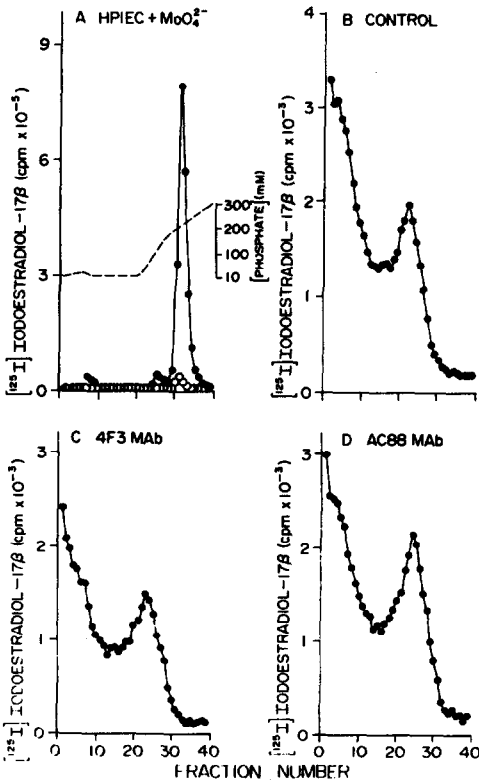 A HPIEC + MoO₄²⁻
[¹²⁵I] IODOESTRADIOL-17β (cpm x 10⁻⁵)
9
6
3
0
300
200
100
10
[PHOSPHATE] (mM)
B CONTROL
[¹²⁵I] IODOESTRADIOL-17β (cpm x 10⁻³)
4
3
2
1
0
C 4F3 MAb
[¹²⁵I] IODOESTRADIOL-17β (cpm x 10⁻³)
3
2
1
0
0 10 20 30 40
D AC88 MAb
[¹²⁵I] IODOESTRADIOL-17β (cpm x 10⁻³)
3
2
1
0
0 10 20 30 40
FRACTION NUMBER